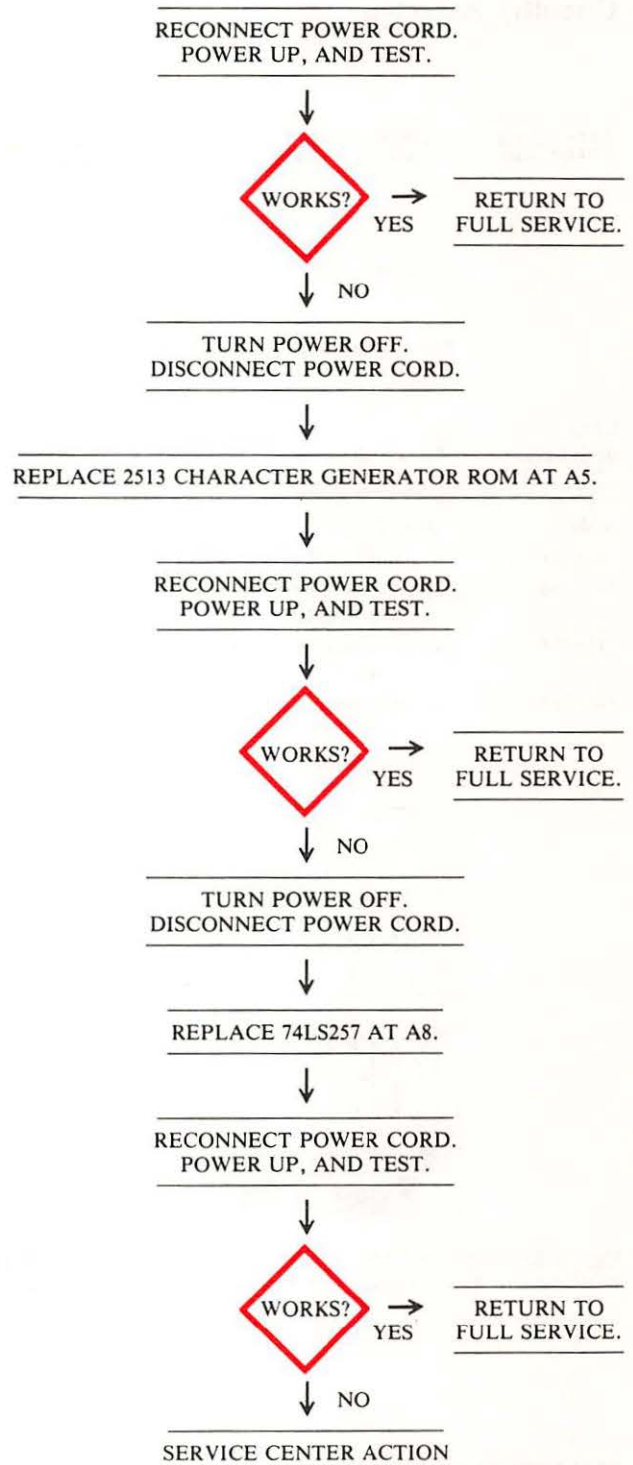 RECONNECT POWER CORD.
POWER UP, AND TEST.
WORKS?
YES
RETURN TO
FULL SERVICE.
NO
TURN POWER OFF.
DISCONNECT POWER CORD.
REPLACE 2513 CHARACTER GENERATOR ROM AT A5.
RECONNECT POWER CORD.
POWER UP, AND TEST.
WORKS?
YES
RETURN TO
FULL SERVICE.
NO
TURN POWER OFF.
DISCONNECT POWER CORD.
REPLACE 74LS257 AT A8.
RECONNECT POWER CORD.
POWER UP, AND TEST.
WORKS?
YES
RETURN TO
FULL SERVICE.
NO
SERVICE CENTER ACTION